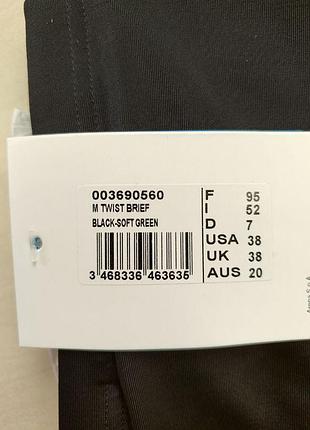 003690560
M TWIST BRIEF
BLACK-SOFT GREEN
3 468336 463635
F 95
I 52
D 7
USA 38
UK 38
AUS 20